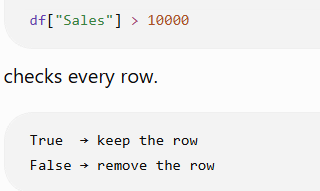 df["Sales"] > 10000
checks every row.
True → keep the row
False → remove the row